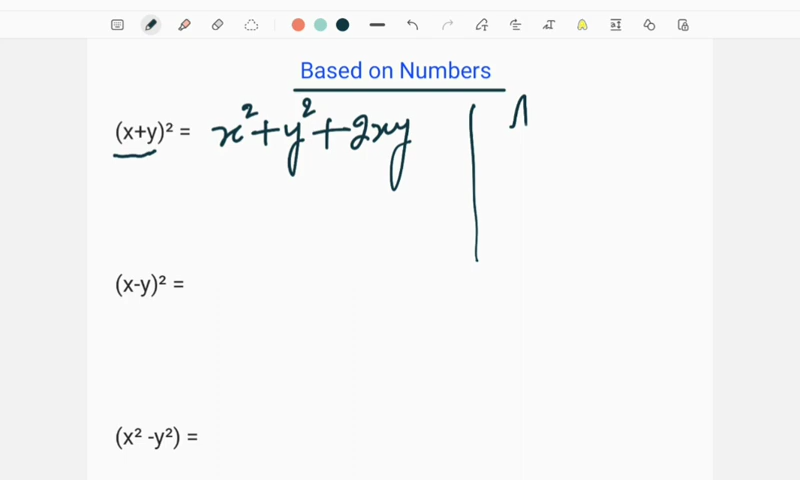 Based on Numbers
(x+y)² = x²+y²+2xy
(x-y)² =
(x² -y²) =